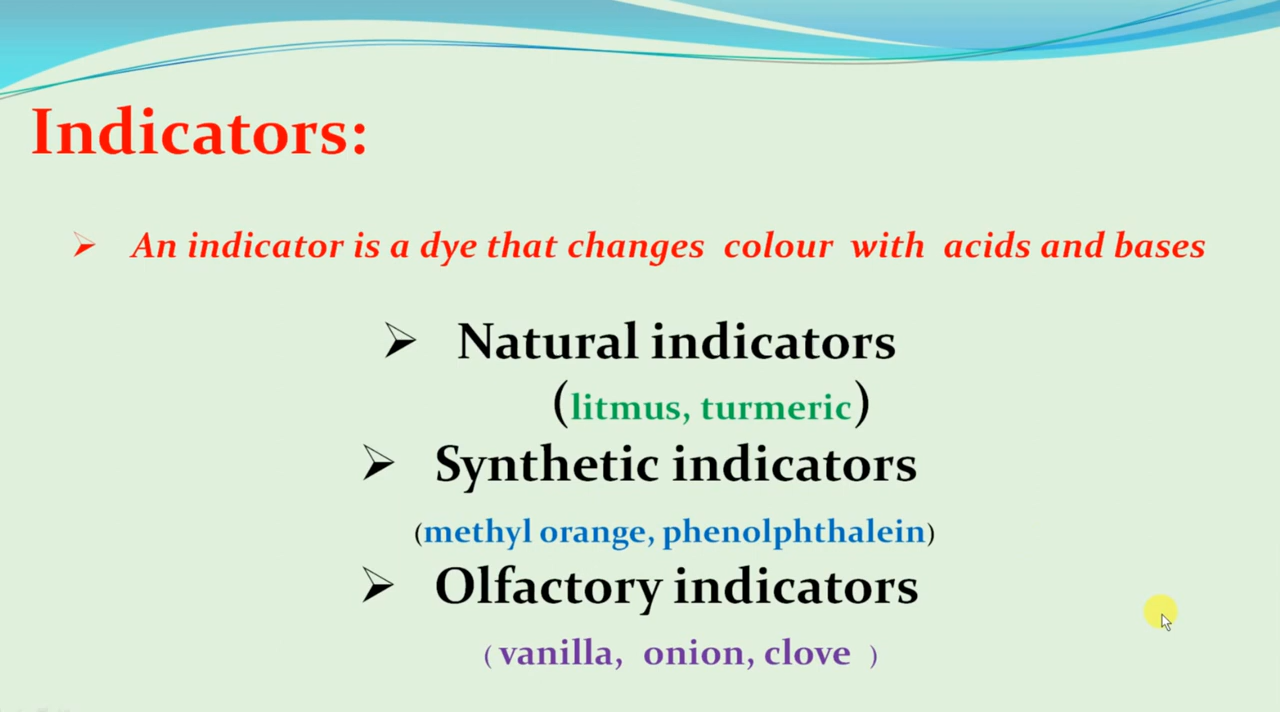 Indicators:
An indicator is a dye that changes colour with acids and bases
Natural indicators
(litmus, turmeric)
Synthetic indicators
(methyl orange, phenolphthalein)
Olfactory indicators
( vanilla, onion, clove )